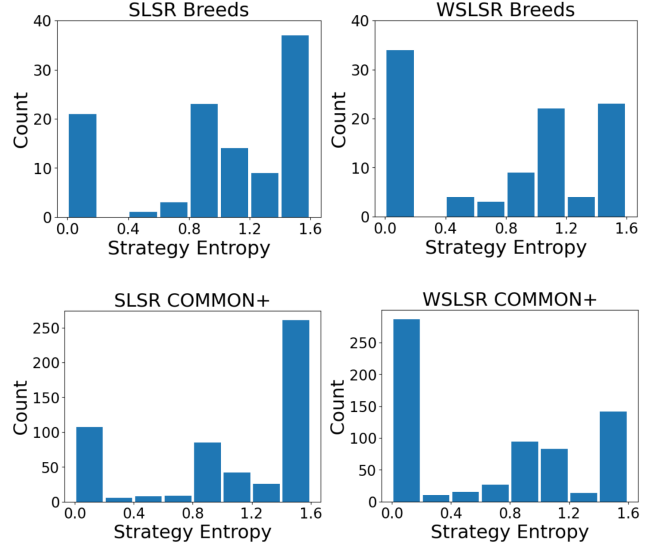 SLSR Breeds
WSLSR Breeds
40
30
20
10
0
Count
0.0 0.4 0.8 1.2 1.6
Strategy Entropy
40
30
20
10
0
Count
0.0 0.4 0.8 1.2 1.6
Strategy Entropy
SLSR COMMON+
WSLSR COMMON+
250
200
150
100
50
0
Count
0.0 0.4 0.8 1.2 1.6
Strategy Entropy
250
200
150
100
50
0
Count
0.0 0.4 0.8 1.2 1.6
Strategy Entropy